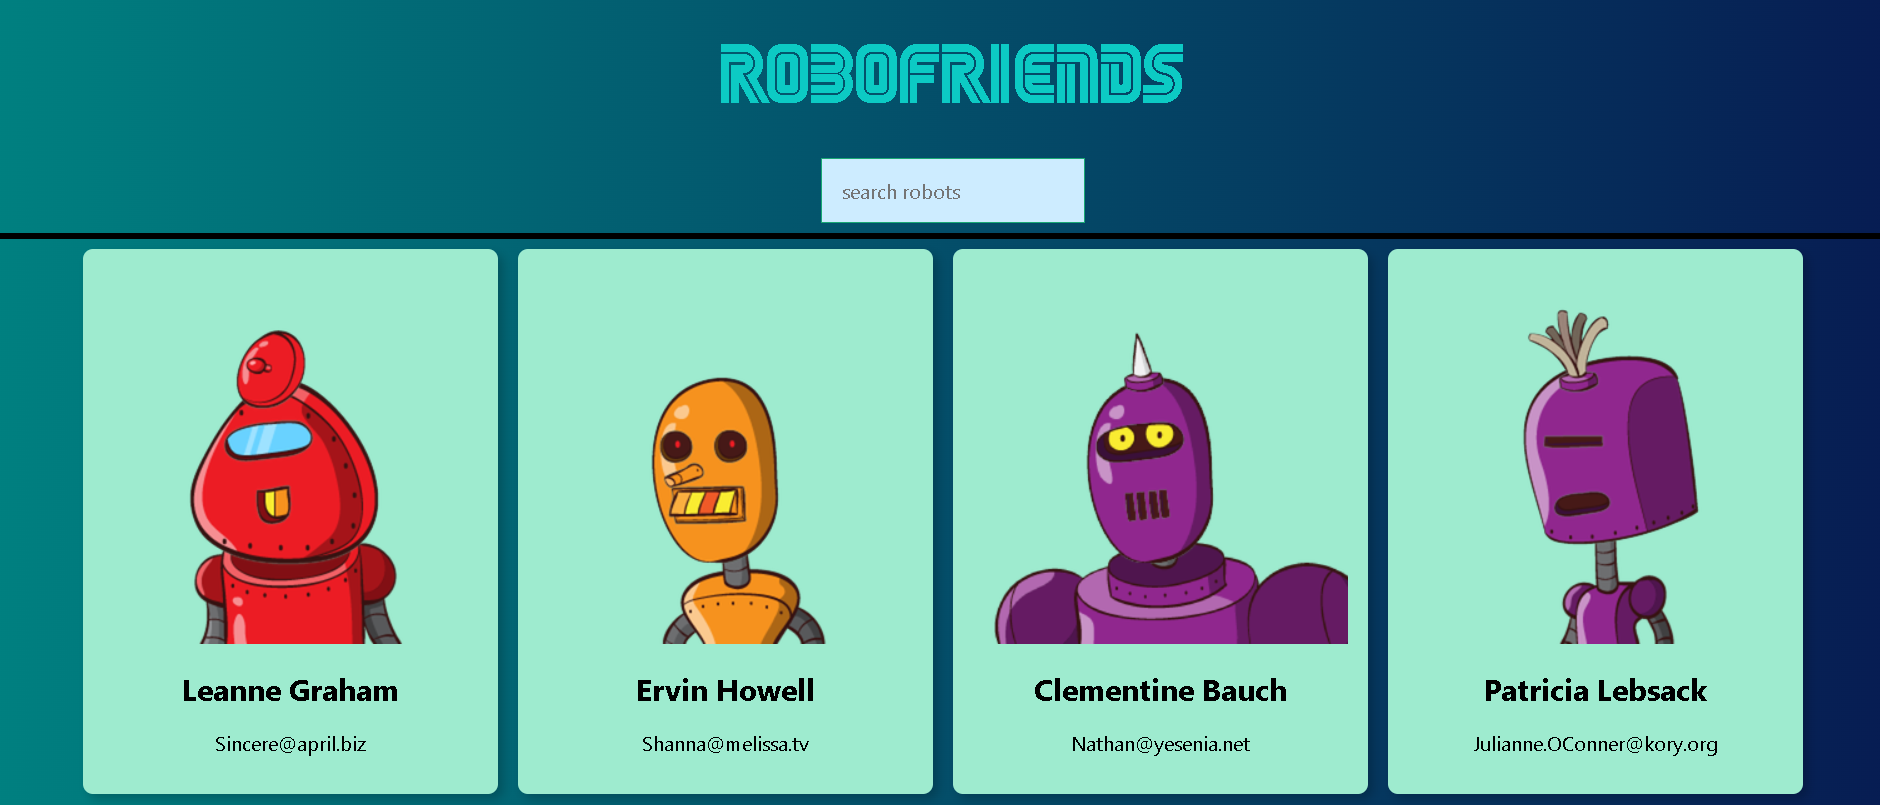 ROBOFRIENDS
search robots
Leanne Graham
Sincere@april.biz
Ervin Howell
Shanna@melissa.tv
Clementine Bauch
Nathan@yesenia.net
Patricia Lebsack
Julianne.OConner@kory.org